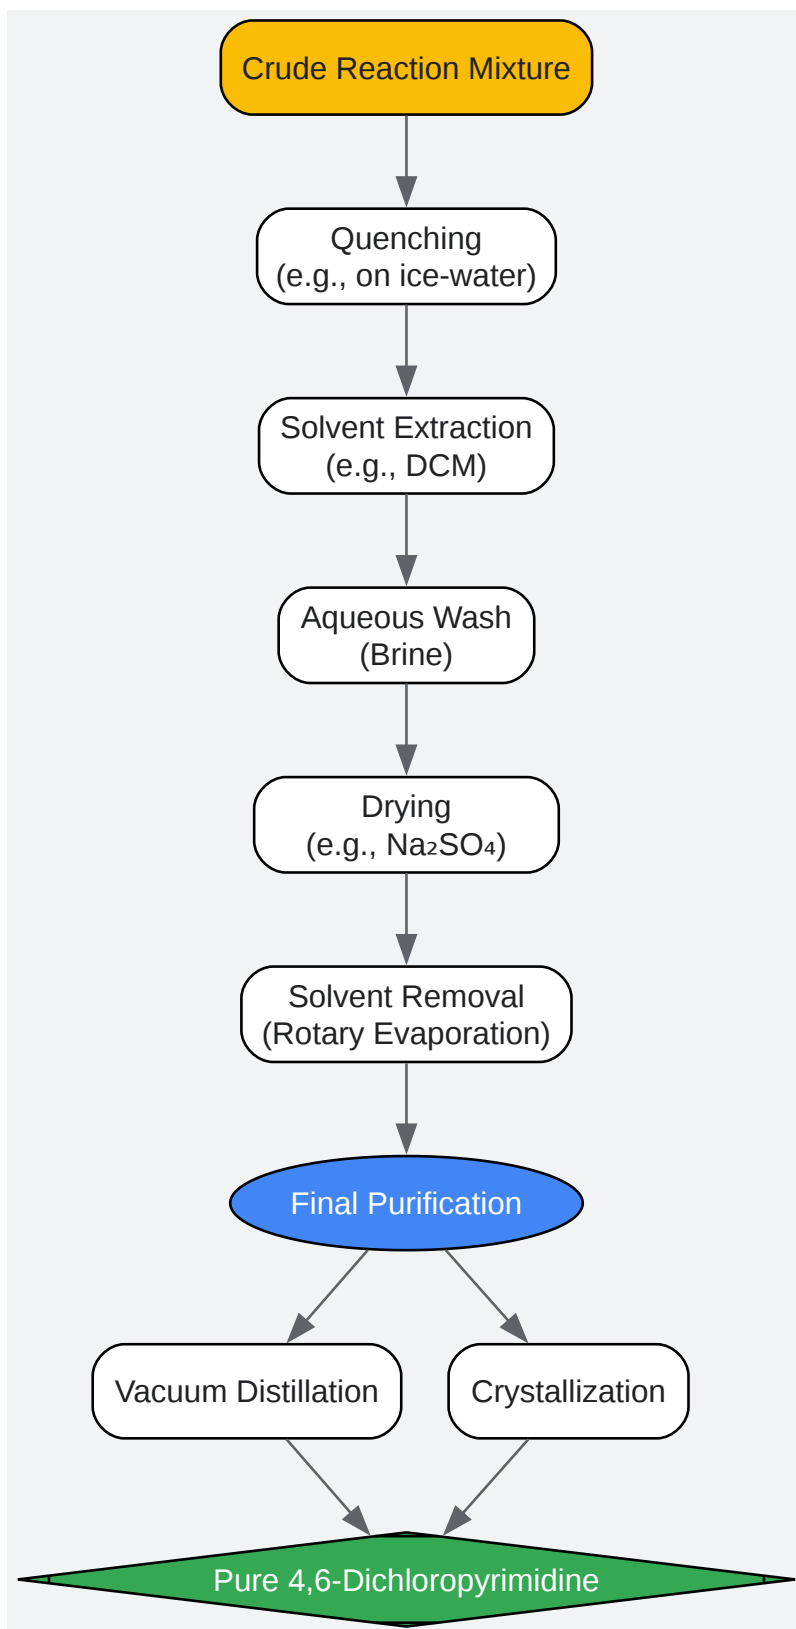 Crude Reaction Mixture
Quenching
(e.g., on ice-water)
Solvent Extraction
(e.g., DCM)
Aqueous Wash
(Brine)
Drying
(e.g., Na₂SO₄)
Solvent Removal
(Rotary Evaporation)
Final Purification
Vacuum Distillation
Crystallization
Pure 4,6-Dichloropyrimidine